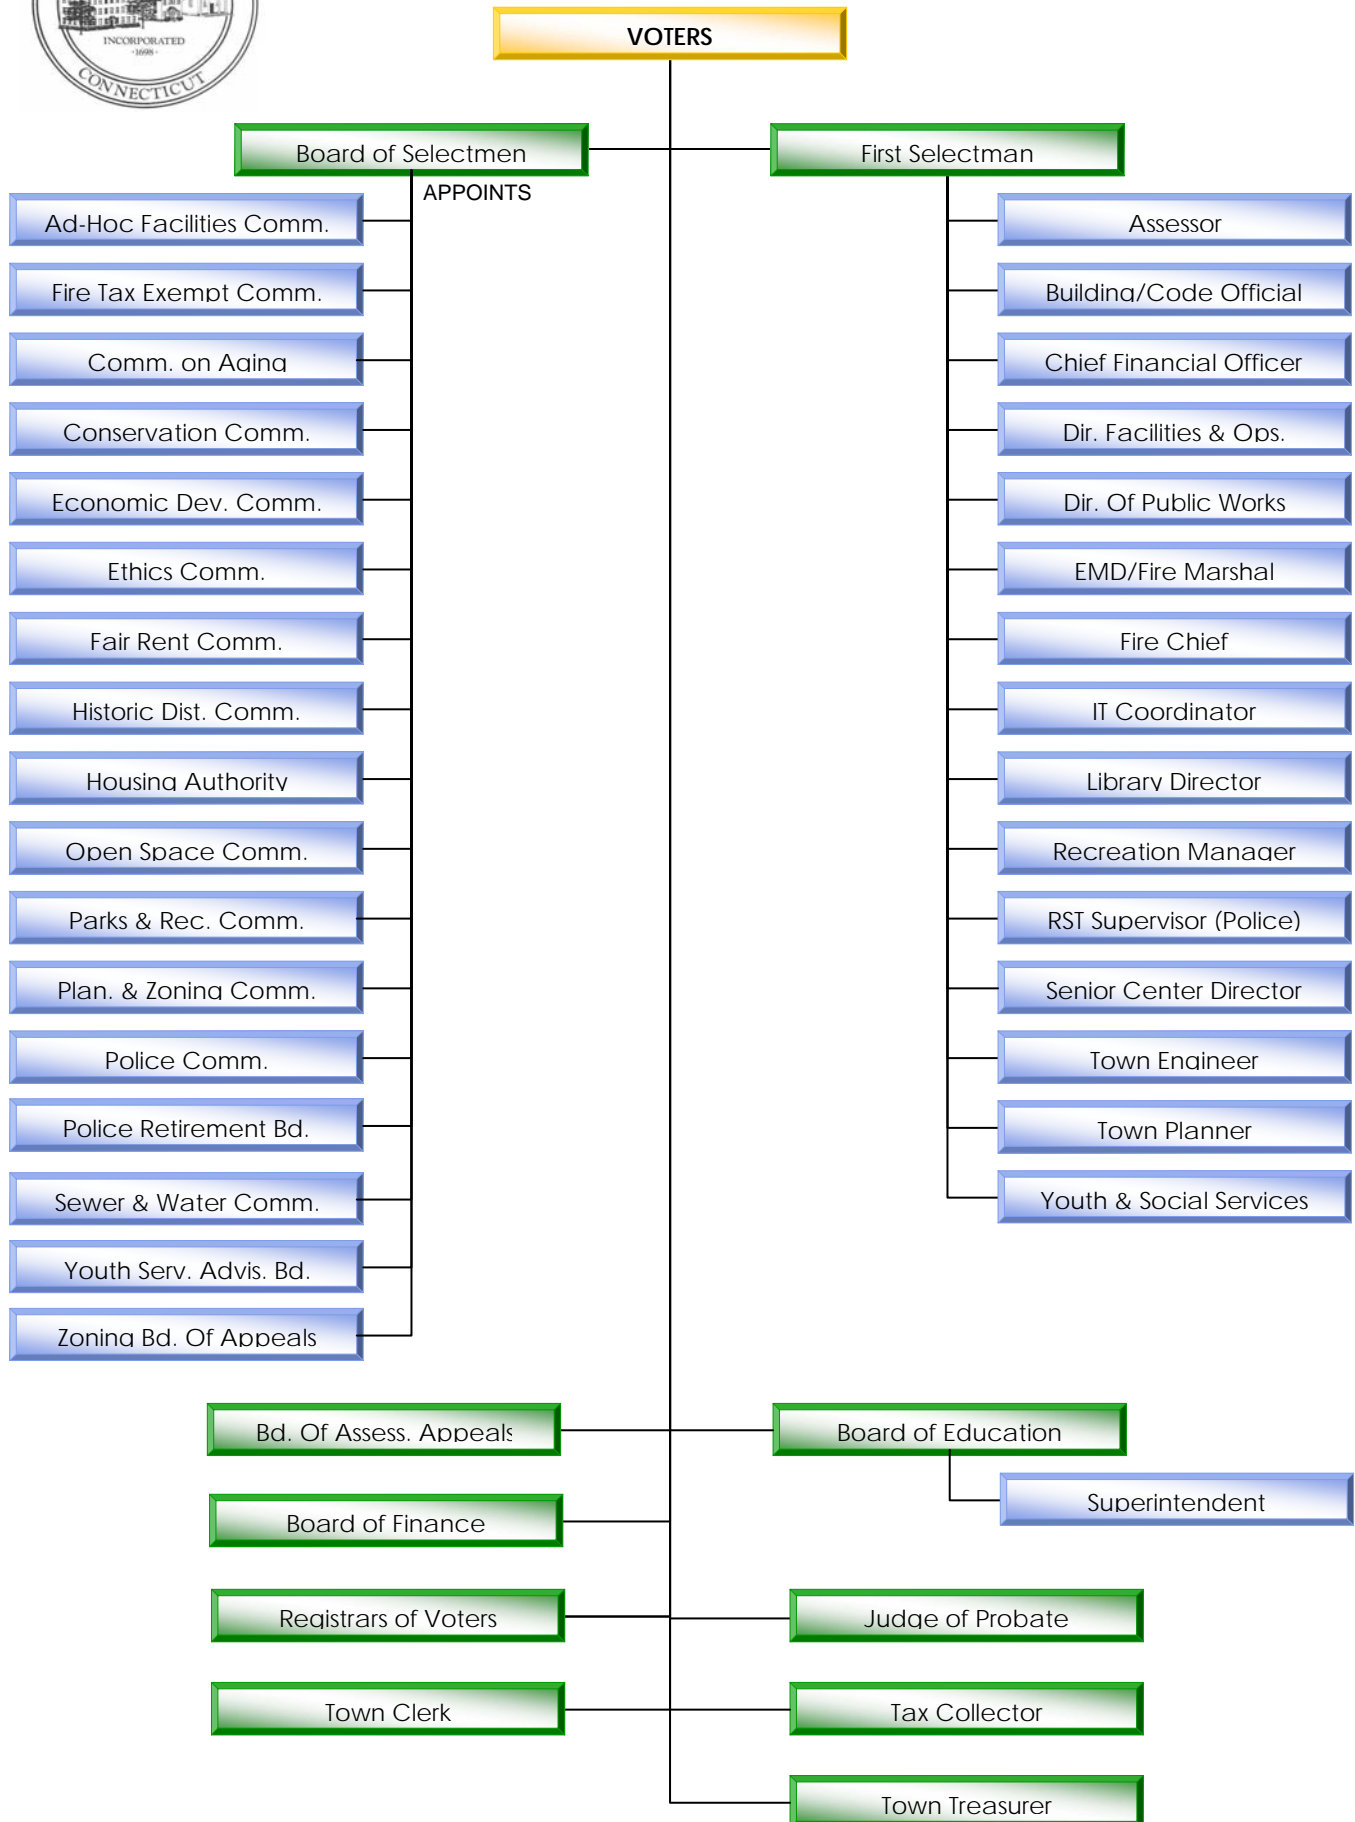 INCORPORATED
·1698·
CONNECTICUT
VOTERS
Board of Selectmen
First Selectman
APPOINTS
Ad-Hoc Facilities Comm.
Fire Tax Exempt Comm.
Comm. on Aging
Conservation Comm.
Economic Dev. Comm.
Ethics Comm.
Fair Rent Comm.
Historic Dist. Comm.
Housing Authority
Open Space Comm.
Parks & Rec. Comm.
Plan. & Zoning Comm.
Police Comm.
Police Retirement Bd.
Sewer & Water Comm.
Youth Serv. Advis. Bd.
Zoning Bd. Of Appeals
Assessor
Building/Code Official
Chief Financial Officer
Dir. Facilities & Ops.
Dir. Of Public Works
EMD/Fire Marshal
Fire Chief
IT Coordinator
Library Director
Recreation Manager
RST Supervisor (Police)
Senior Center Director
Town Engineer
Town Planner
Youth & Social Services
Bd. Of Assess. Appeals
Board of Education
Superintendent
Board of Finance
Registrars of Voters
Judge of Probate
Town Clerk
Tax Collector
Town Treasurer